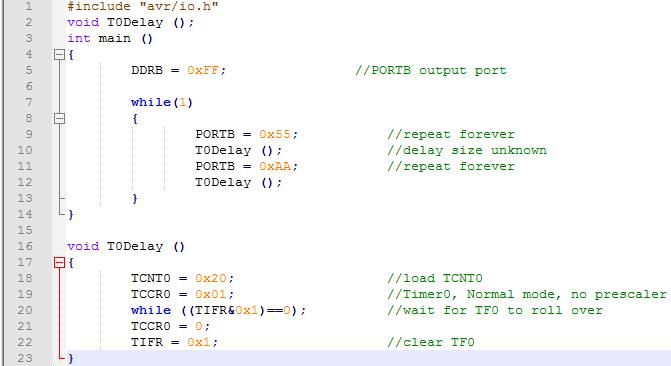 1 #include "avr/io.h"
2 void T0Delay ();
3 int main ()
4 {
5 DDRB = 0xFF; //PORTB output port
6
7 while(1)
8 {
9 PORTB = 0x55; //repeat forever
10 T0Delay (); //delay size unknown
11 PORTB = 0xAA; //repeat forever
12 T0Delay ();
13 }
14 }
15
16 void T0Delay ()
17 {
18 TCNT0 = 0x20; //load TCNT0
19 TCCR0 = 0x01; //Timer0, Normal mode, no prescaler
20 while ((TIFR&0x1)==0); //wait for TF0 to roll over
21 TCCR0 = 0;
22 TIFR = 0x1; //clear TF0
23 }